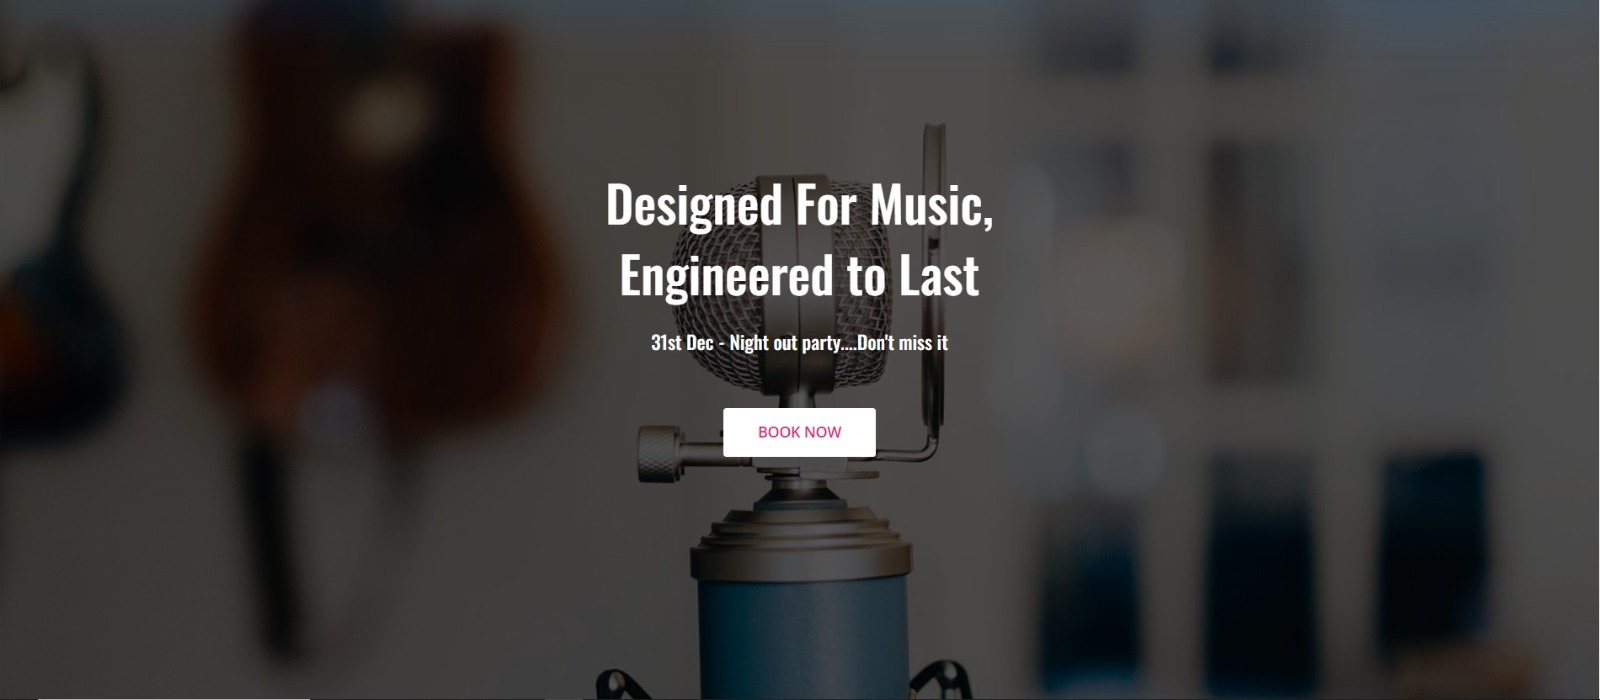 Designed For Music,
Engineered to Last
31st Dec - Night out party....Don't miss it
BOOK NOW